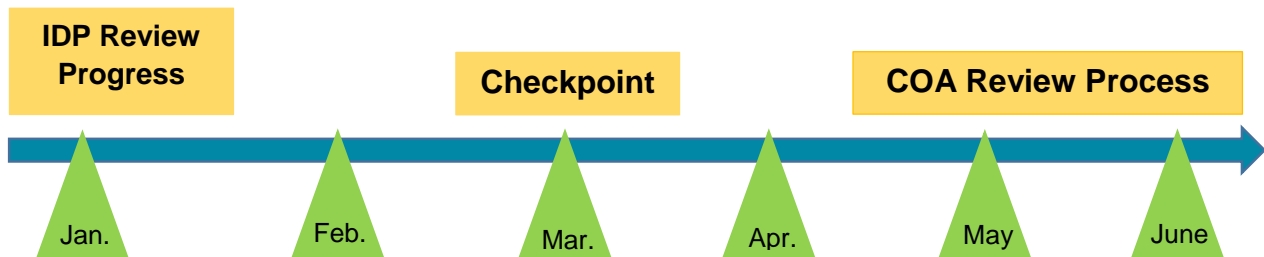 IDP Review
Progress
Checkpoint
COA Review Process
Jan.
Feb.
Mar.
Apr.
May
June